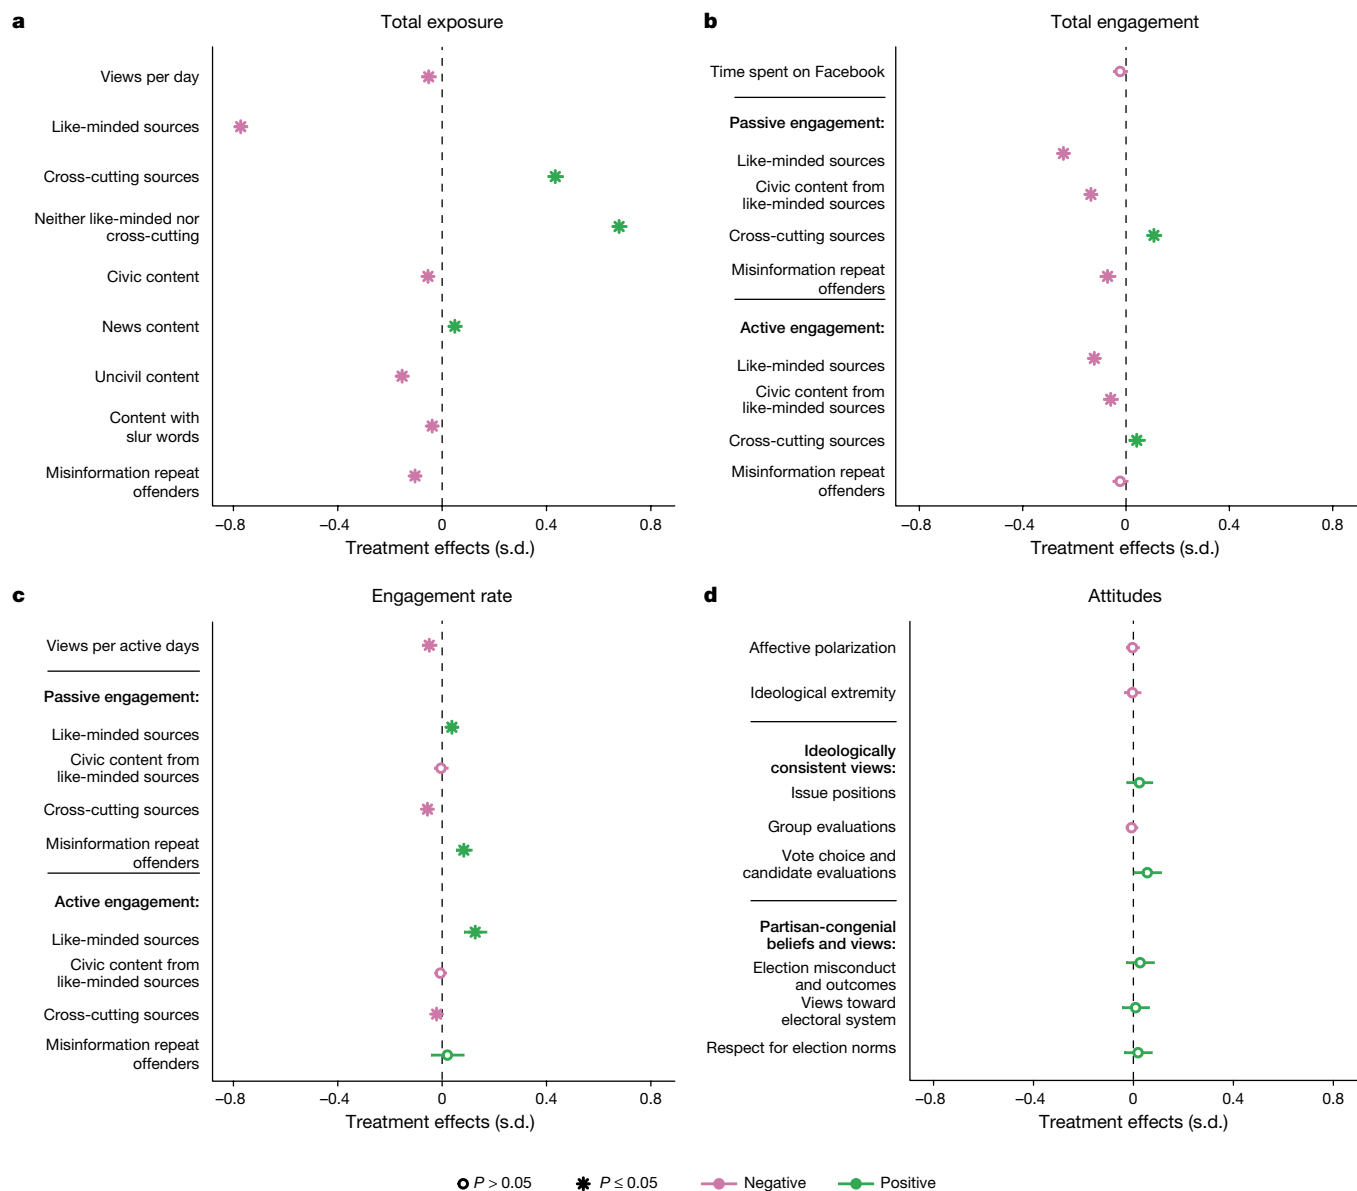 a
Total exposure
Views per day
Like-minded sources
Cross-cutting sources
Neither like-minded nor
cross-cutting
Civic content
News content
Uncivil content
Content with
slur words
Misinformation repeat
offenders
−0.8 −0.4 0 0.4 0.8
Treatment effects (s.d.)
b
Total engagement
Time spent on Facebook
Passive engagement:
Like-minded sources
Civic content from
like-minded sources
Cross-cutting sources
Misinformation repeat
offenders
Active engagement:
Like-minded sources
Civic content from
like-minded sources
Cross-cutting sources
Misinformation repeat
offenders
−0.8 −0.4 0 0.4 0.8
Treatment effects (s.d.)
c
Engagement rate
Views per active days
Passive engagement:
Like-minded sources
Civic content from
like-minded sources
Cross-cutting sources
Misinformation repeat
offenders
Active engagement:
Like-minded sources
Civic content from
like-minded sources
Cross-cutting sources
Misinformation repeat
offenders
−0.8 −0.4 0 0.4 0.8
Treatment effects (s.d.)
d
Attitudes
Affective polarization
Ideological extremity
Ideologically
consistent views:
Issue positions
Group evaluations
Vote choice and
candidate evaluations
Partisan-congenial
beliefs and views:
Election misconduct
and outcomes
Views toward
electoral system
Respect for election norms
−0.8 −0.4 0 0.4 0.8
Treatment effects (s.d.)
P > 0.05 P ≤ 0.05 Negative Positive